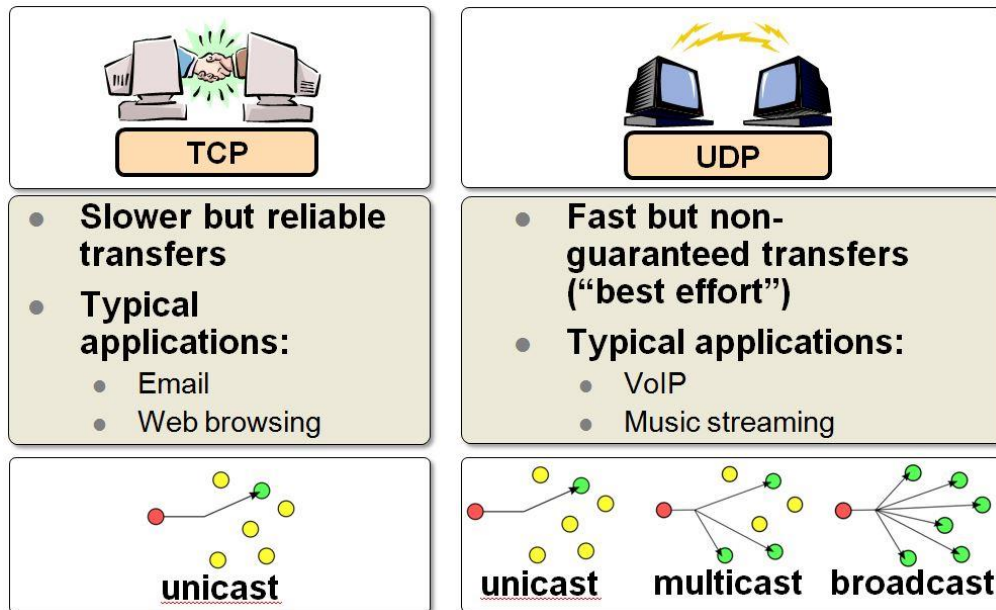 TCP
Slower but reliable
transfers
Typical
applications:
Email
Web browsing
unicast
UDP
Fast but non-
guaranteed transfers
(“best effort”)
Typical applications:
VoIP
Music streaming
unicast
multicast
broadcast